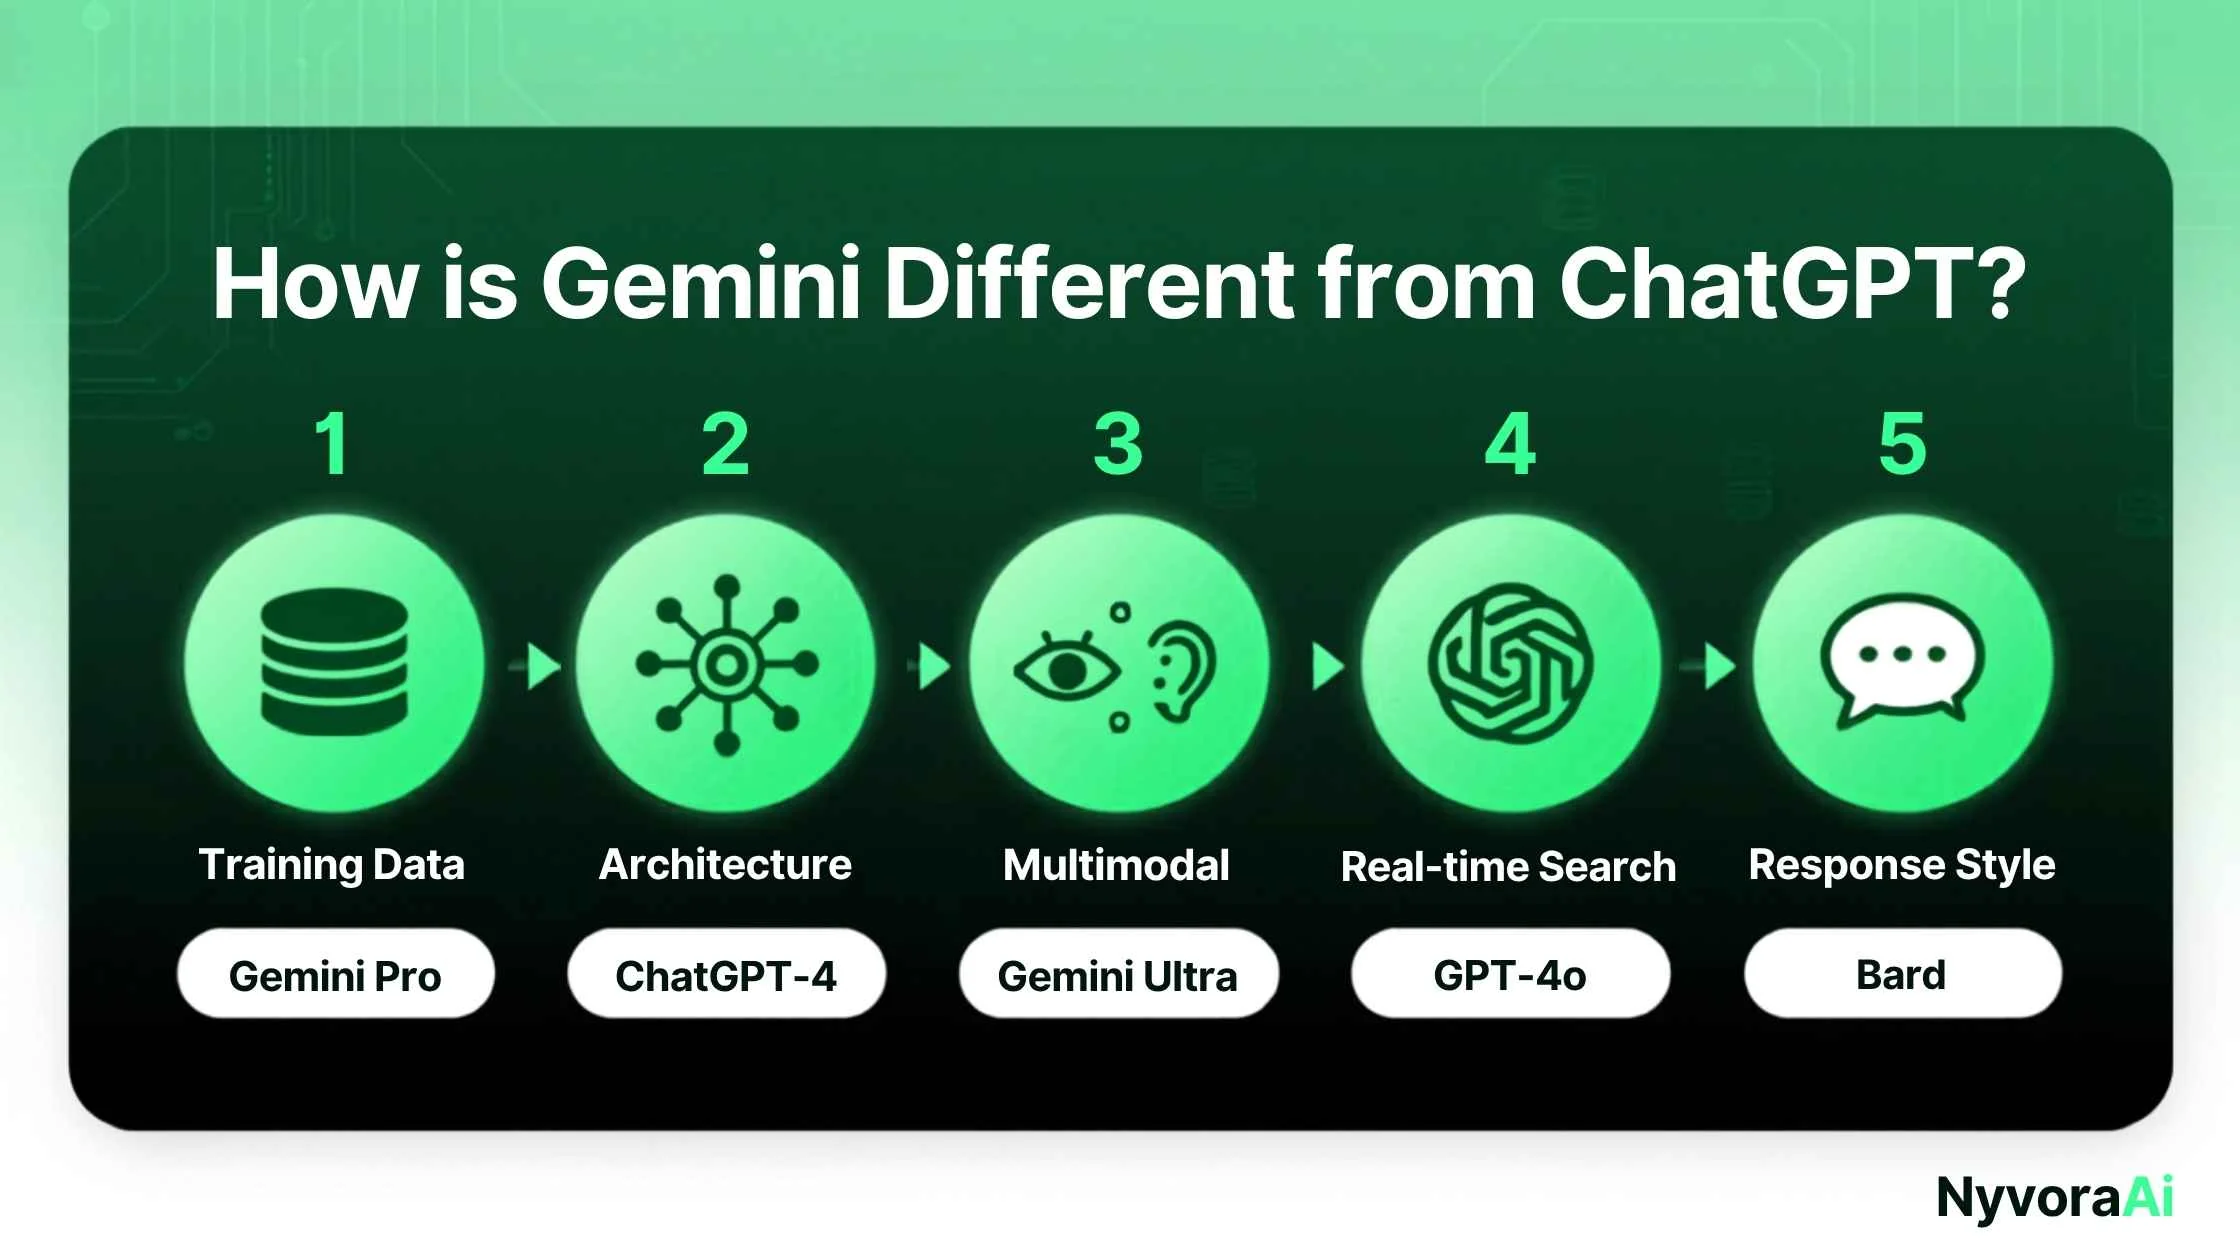 How is Gemini Different from ChatGPT?
1
2
3
4
5
Training Data
Architecture
Multimodal
Real-time Search
Response Style
Gemini Pro
ChatGPT-4
Gemini Ultra
GPT-4o
Bard
NyvoraAi